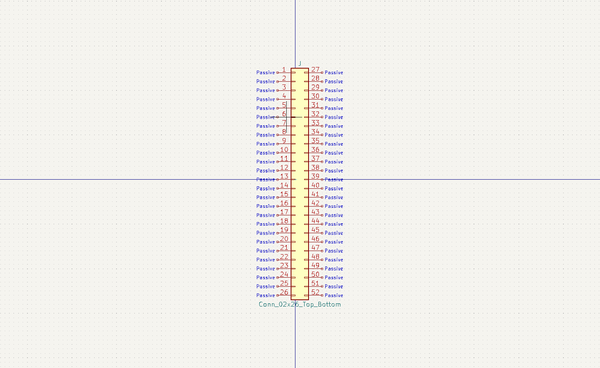 J
Passive 1 27 Passive
Passive 2 28 Passive
Passive 3 29 Passive
Passive 4 30 Passive
Passive 5 31 Passive
Passive 6 32 Passive
Passive 7 33 Passive
Passive 8 34 Passive
Passive 9 35 Passive
Passive 10 36 Passive
Passive 11 37 Passive
Passive 12 38 Passive
Passive 13 39 Passive
Passive 14 40 Passive
Passive 15 41 Passive
Passive 16 42 Passive
Passive 17 43 Passive
Passive 18 44 Passive
Passive 19 45 Passive
Passive 20 46 Passive
Passive 21 47 Passive
Passive 22 48 Passive
Passive 23 49 Passive
Passive 24 50 Passive
Passive 25 51 Passive
Passive 26 52 Passive
Conn_02x26_Top_Bottom